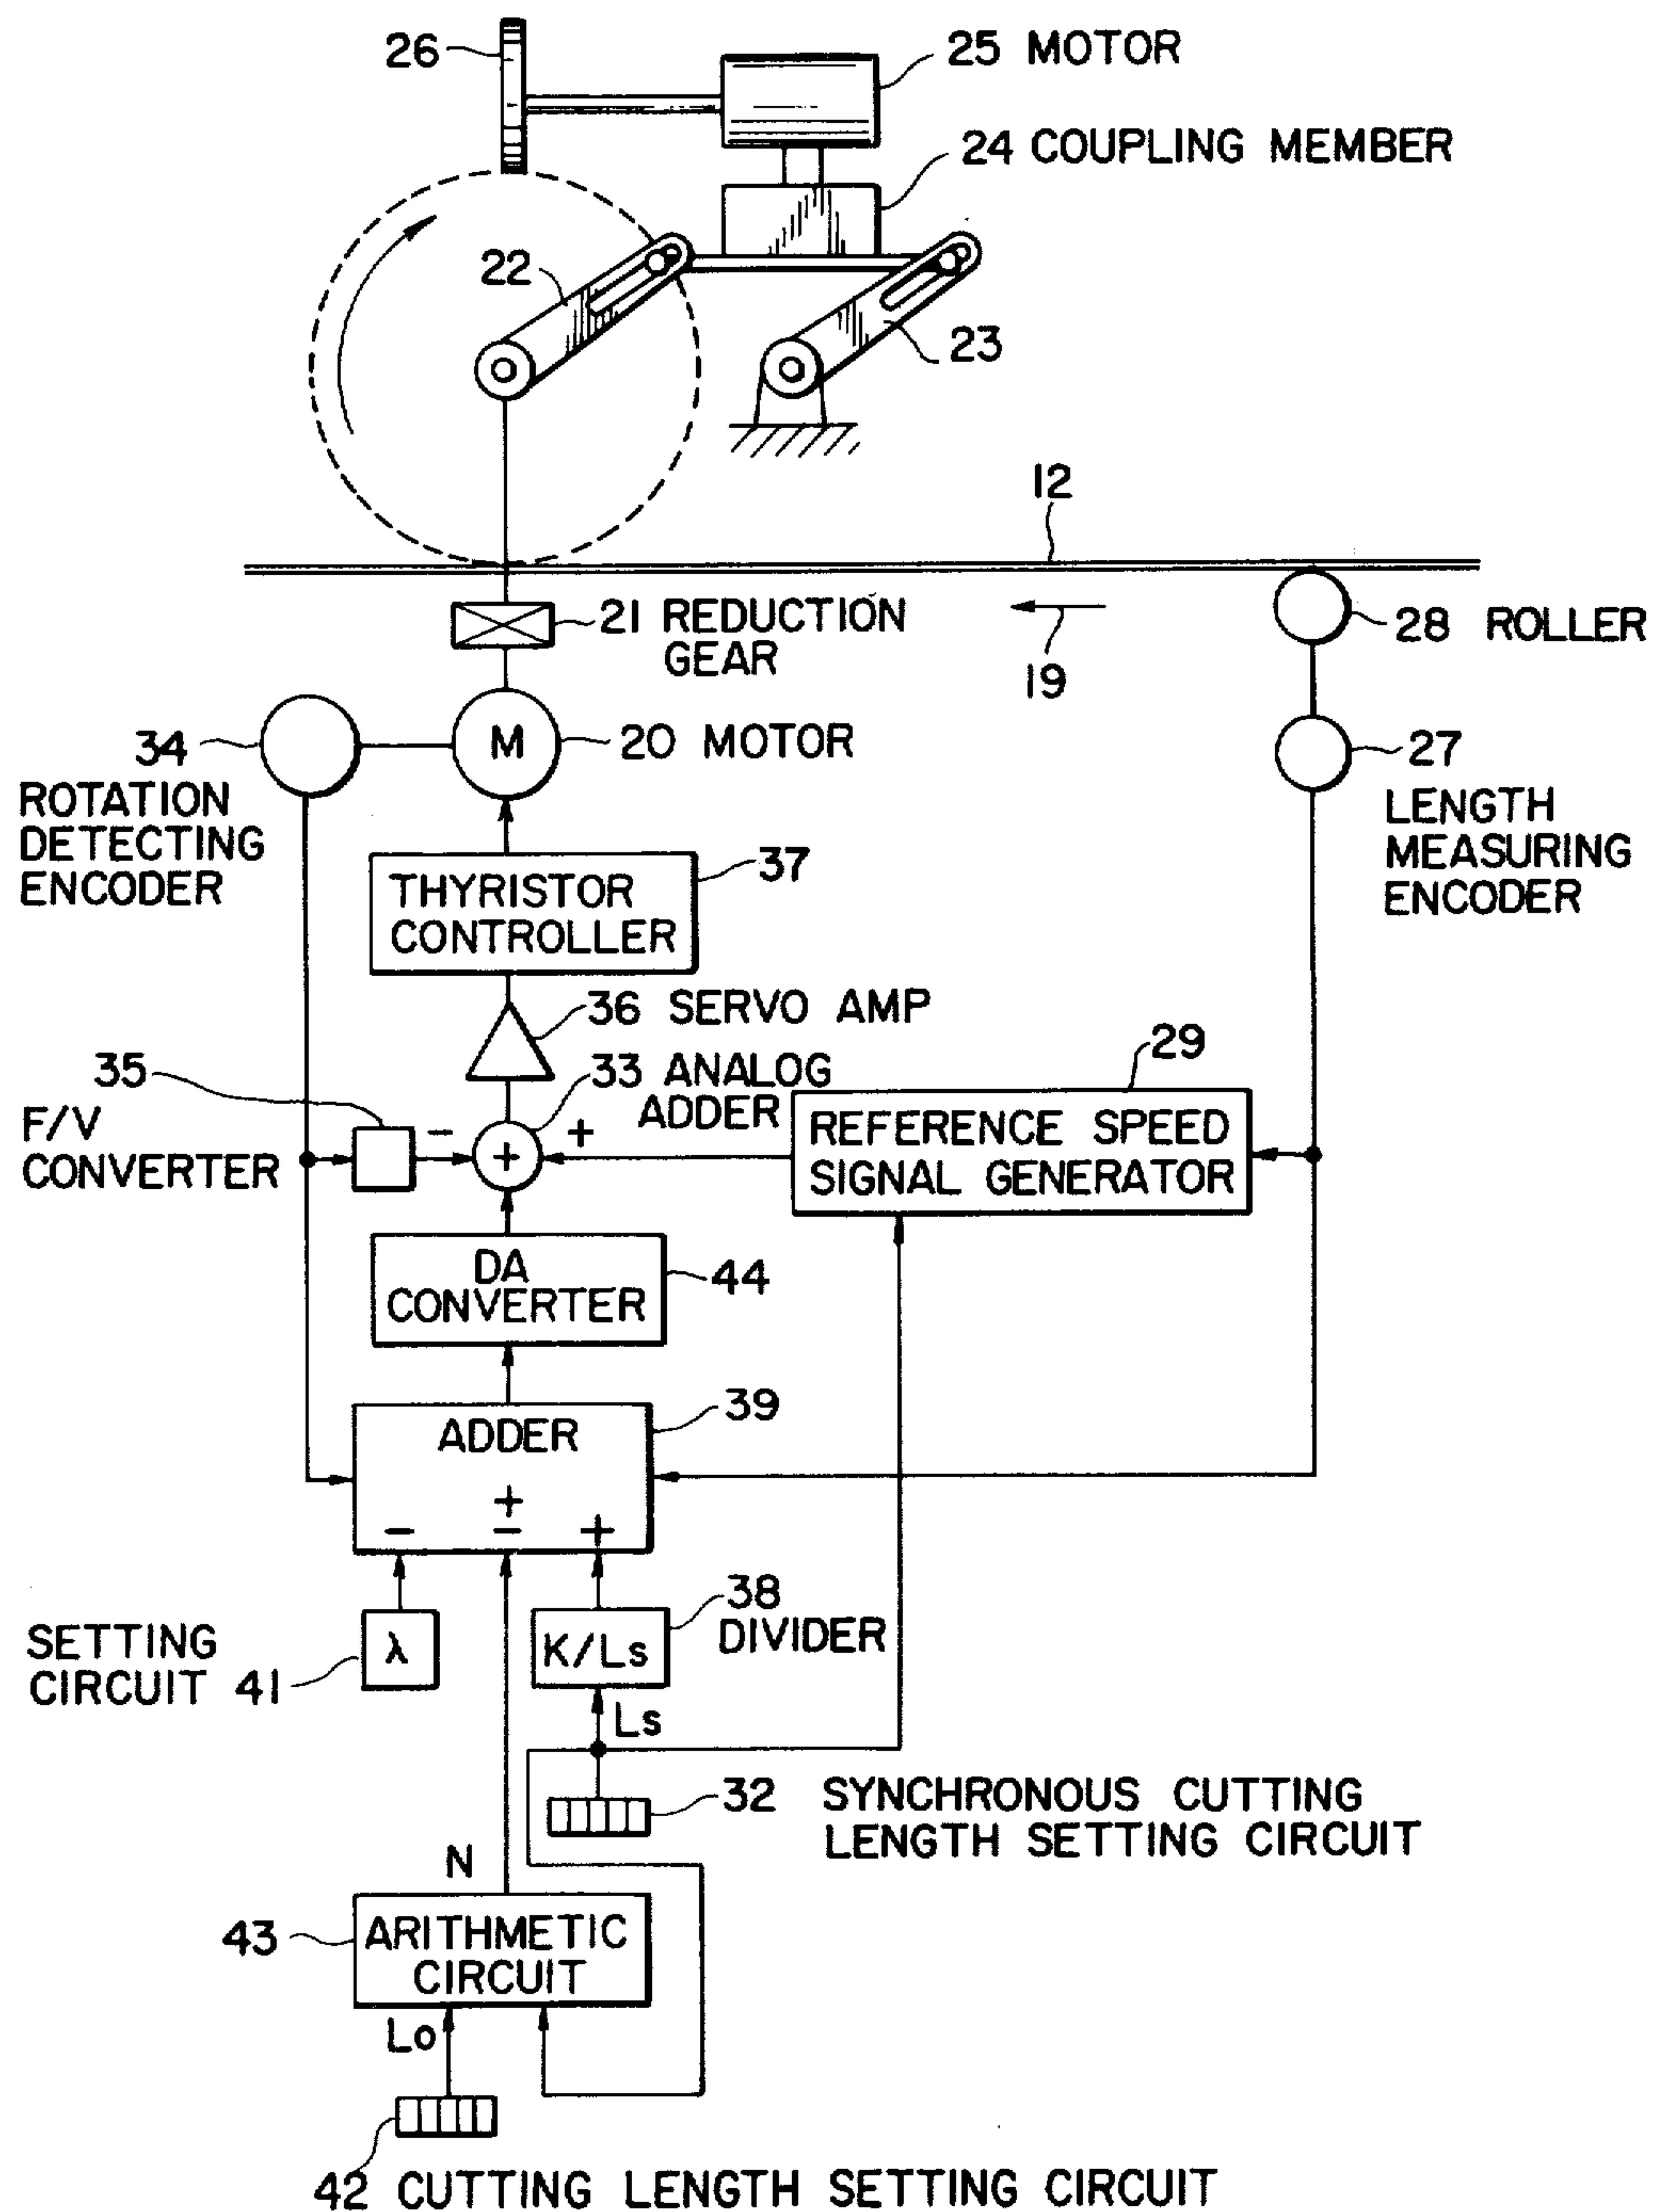 26
25 MOTOR
24 COUPLING MEMBER
22
23
12
21 REDUCTION
GEAR
19
28 ROLLER
34
ROTATION
DETECTING
ENCODER
M
20 MOTOR
27
LENGTH
MEASURING
ENCODER
THYRISTOR
CONTROLLER
37
36 SERVO AMP
35
F/V
CONVERTER
33 ANALOG
ADDER
-
+
+
29
REFERENCE SPEED
SIGNAL GENERATOR
DA
CONVERTER
44
39
ADDER
+
- - +
SETTING
CIRCUIT 41
λ
K/Ls
38
DIVIDER
Ls
32 SYNCHRONOUS CUTTING
LENGTH SETTING CIRCUIT
N
43
ARITHMETIC
CIRCUIT
Lo
42 CUTTING LENGTH SETTING CIRCUIT